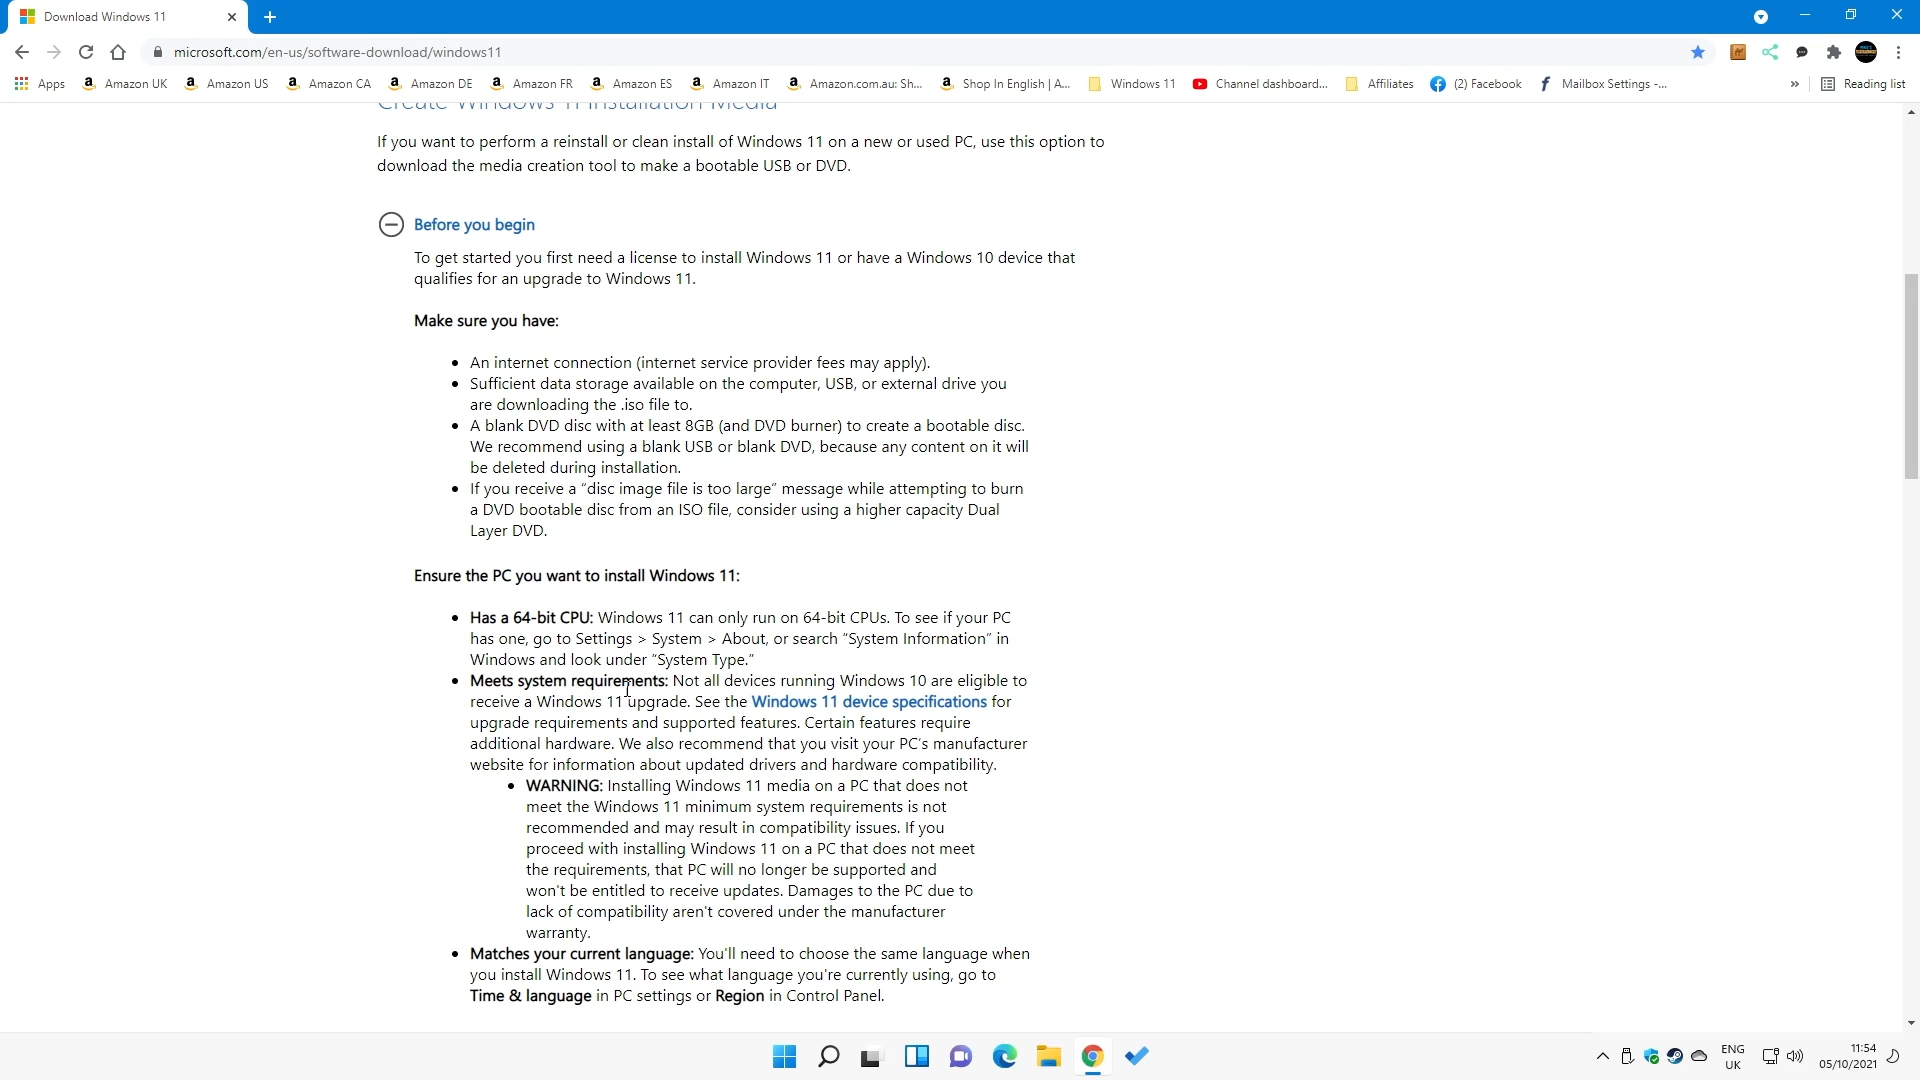 Download Windows 11
microsoft.com/en-us/software-download/windows11
Apps Amazon UK Amazon US Amazon CA Amazon DE Amazon FR Amazon ES Amazon IT Amazon.com.au: Sh... Shop In English | A... Windows 11 Channel dashboard... Affiliates (2) Facebook Mailbox Settings -... » Reading list
Create Windows 11 Installation Media
If you want to perform a reinstall or clean install of Windows 11 on a new or used PC, use this option to
download the media creation tool to make a bootable USB or DVD.
Before you begin
To get started you first need a license to install Windows 11 or have a Windows 10 device that
qualifies for an upgrade to Windows 11.
Make sure you have:
• An internet connection (internet service provider fees may apply).
• Sufficient data storage available on the computer, USB, or external drive you
are downloading the .iso file to.
• A blank DVD disc with at least 8GB (and DVD burner) to create a bootable disc.
We recommend using a blank USB or blank DVD, because any content on it will
be deleted during installation.
• If you receive a “disc image file is too large” message while attempting to burn
a DVD bootable disc from an ISO file, consider using a higher capacity Dual
Layer DVD.
Ensure the PC you want to install Windows 11:
• Has a 64-bit CPU: Windows 11 can only run on 64-bit CPUs. To see if your PC
has one, go to Settings > System > About, or search “System Information” in
Windows and look under “System Type.”
• Meets system requirements: Not all devices running Windows 10 are eligible to
receive a Windows 11 upgrade. See the Windows 11 device specifications for
upgrade requirements and supported features. Certain features require
additional hardware. We also recommend that you visit your PC's manufacturer
website for information about updated drivers and hardware compatibility.
• WARNING: Installing Windows 11 media on a PC that does not
meet the Windows 11 minimum system requirements is not
recommended and may result in compatibility issues. If you
proceed with installing Windows 11 on a PC that does not meet
the requirements, that PC will no longer be supported and
won't be entitled to receive updates. Damages to the PC due to
lack of compatibility aren't covered under the manufacturer
warranty.
• Matches your current language: You'll need to choose the same language when
you install Windows 11. To see what language you're currently using, go to
Time & language in PC settings or Region in Control Panel.
ENG
UK
11:54
05/10/2021